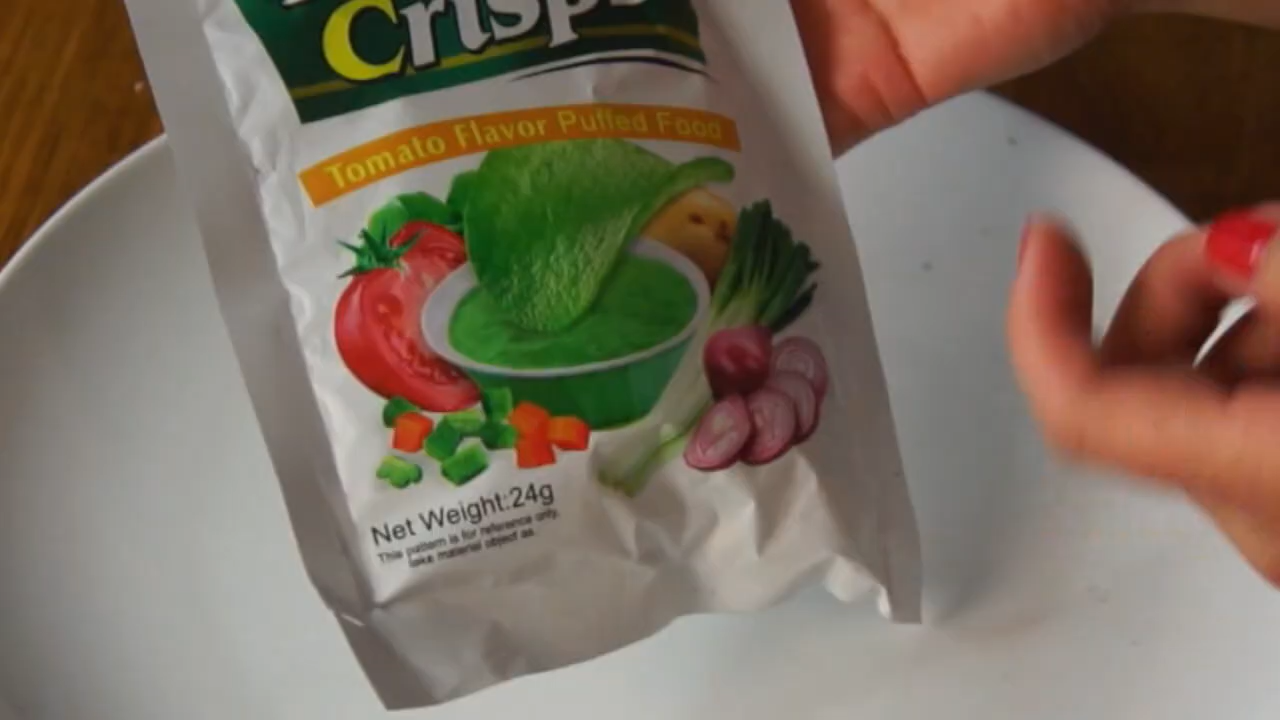 Crisps
Tomato Flavor Puffed Food
Net Weight:24g
This pattern is for reference only,
take material object as.